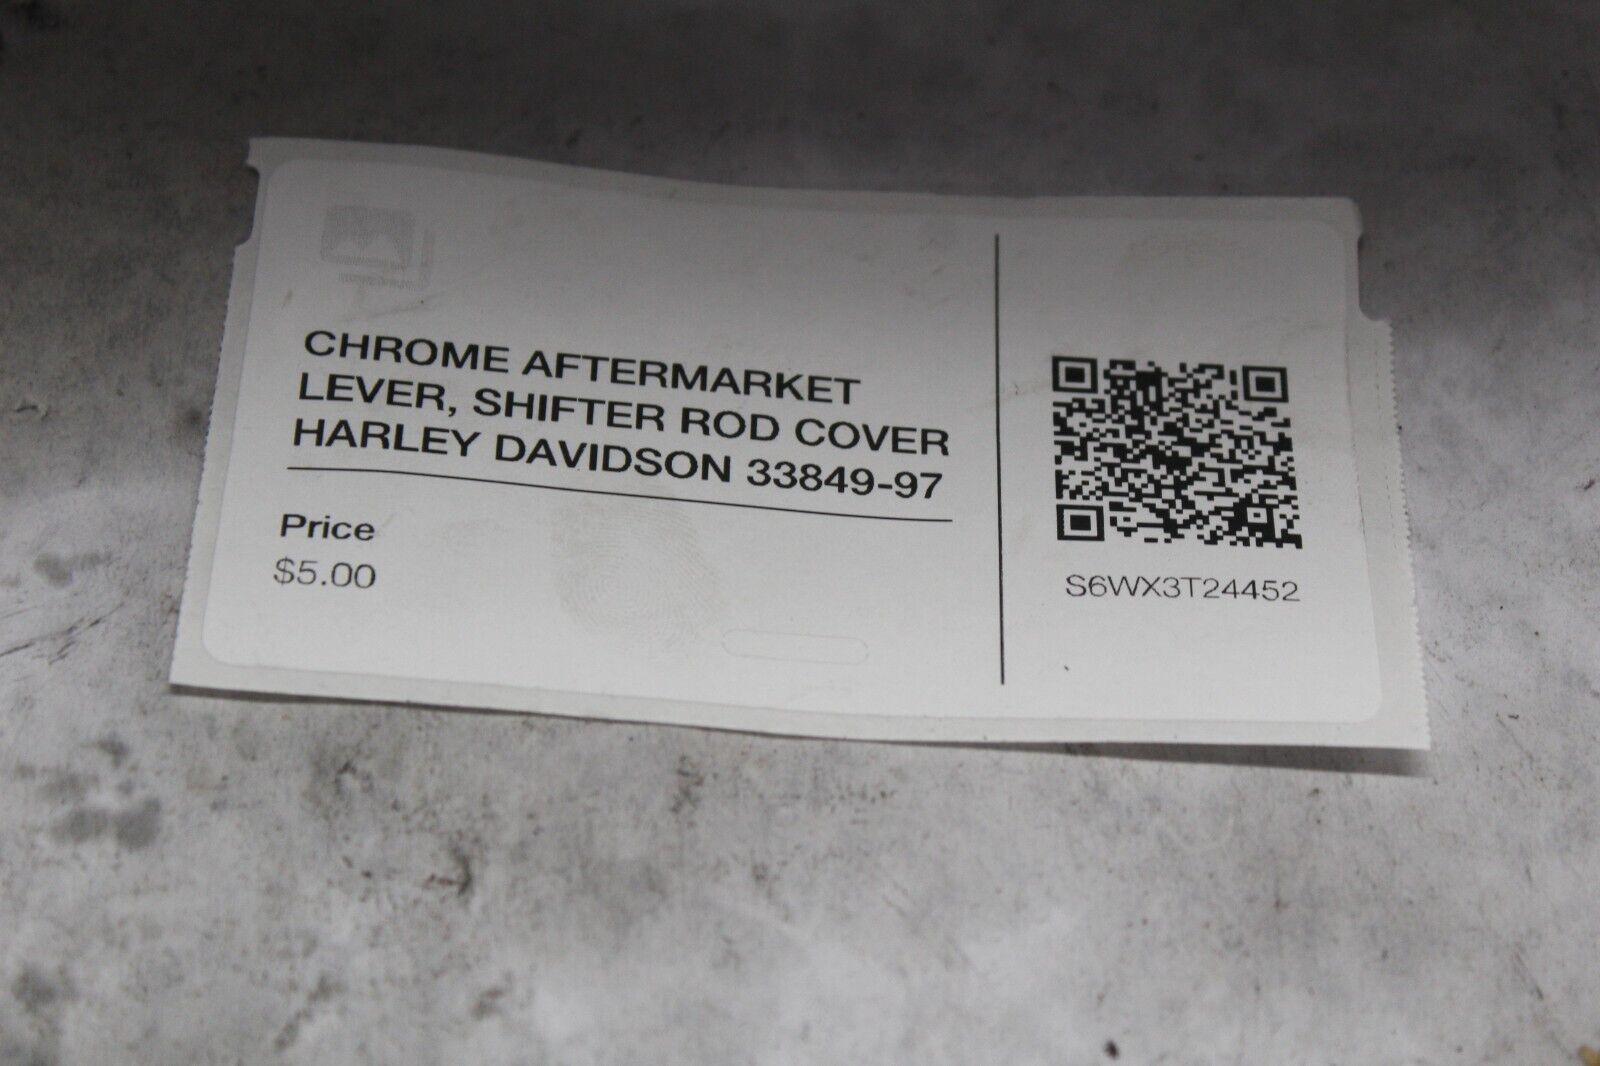 CHROME AFTERMARKET
LEVER, SHIFTER ROD COVER
HARLEY DAVIDSON 33849-97
Price
$5.00
S6WX3T24452